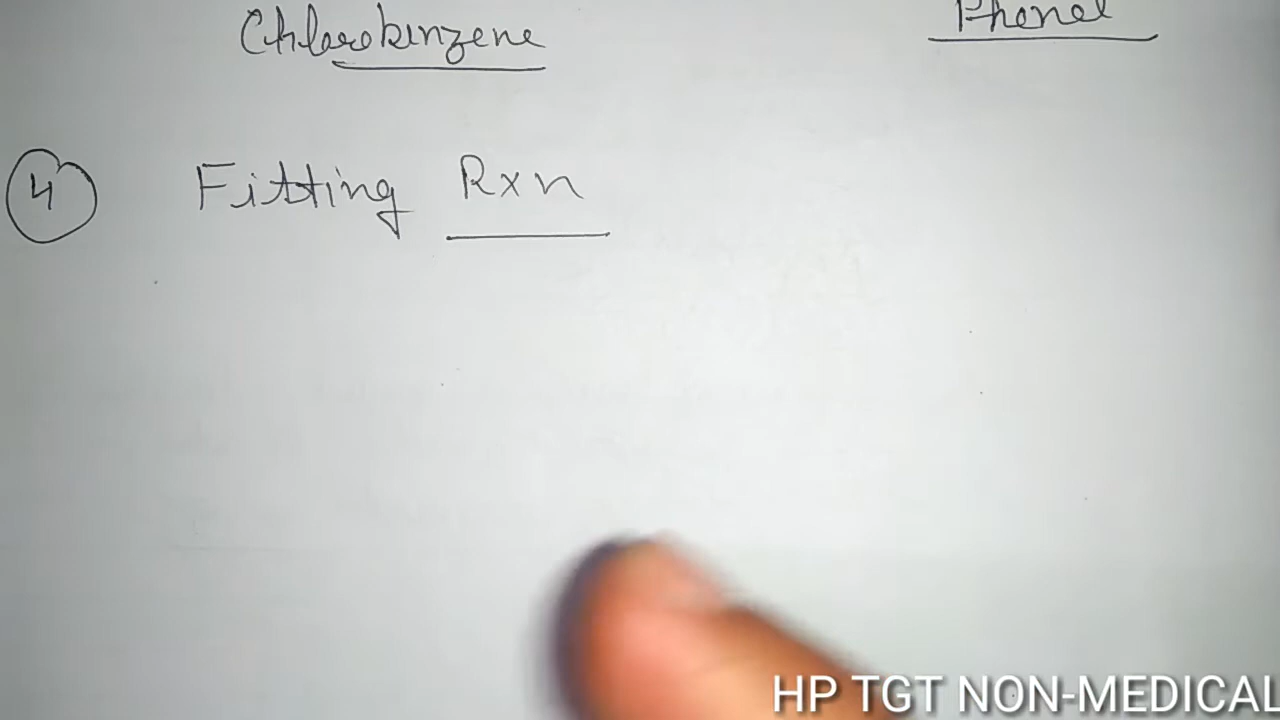 Chlorobenzene
Phenol
4 Fitting Rxn
HP TGT NON-MEDICAL